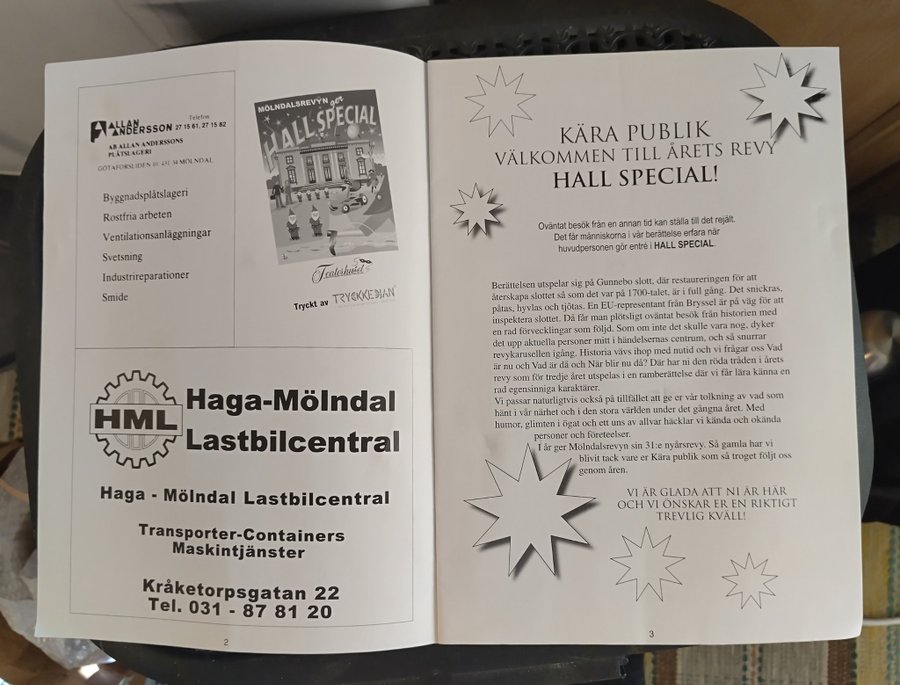 ALLAN
ANDERSSON
Telefon
27 15 61, 27 15 82
AB ALLAN ANDERSSONS
PLÅTSLAGERI
GÖTAFORSLIDEN 10, 431 34 MÖLNDAL
Byggnadsplåtslageri
Rostfria arbeten
Ventilationsanläggningar
Svetsning
Industrireparationer
Smide
MÖLNDALSREVYN ger
HALL SPECIAL
Teaterhuset
Tryckt av TRYCKKEDJAN
HML
Haga-Mölndal
Lastbilcentral
Haga - Mölndal Lastbilcentral
Transporter-Containers
Maskintjänster
Kråketorpsgatan 22
Tel. 031 - 87 81 20
2
KÄRA PUBLIK
VÄLKOMMEN TILL ÅRETS REVY
HALL SPECIAL!
Oväntat besök från en annan tid kan ställa till det rejält.
Det får människorna i vår berättelse erfara när
huvudpersonen gör entré i HALL SPECIAL.
Berättelsen utspelar sig på Gunnebo slott, där restaureringen för att
återskapa slottet så som det var på 1700-talet, är i full gång. Det snickras,
påtas, hyvlas och tjötas. En EU-representant från Bryssel är på väg för att
inspektera slottet. Då får man plötsligt oväntat besök från historien med
en rad förvecklingar som följd. Som om inte det skulle vara nog, dyker
det upp aktuella personer mitt i händelsernas centrum, och så snurrar
revykarusellen igång. Historia vävs ihop med nutid och vi frågar oss Vad
är nu och Vad är då och När blir nu då? Där har ni den röda tråden i årets
revy som för tredje året utspelas i en ramberättelse där vi får lära känna en
rad egensinniga karaktärer.
Vi passar naturligtvis också på tillfället att ge er vår tolkning av vad som
hänt i vår närhet och i den stora världen under det gångna året. Med
humor, glimten i ögat och ett uns av allvar häcklar vi kända och okända
personer och företeelser.
I år ger Mölndalsrevyn sin 31:e nyårsrevy. Så gamla har vi
blivit tack vare er Kära publik som så troget följt oss
genom åren.
VI ÄR GLADA ATT NI ÄR HÄR
OCH VI ÖNSKAR ER EN RIKTIGT
TREVLIG KVÄLL!
3